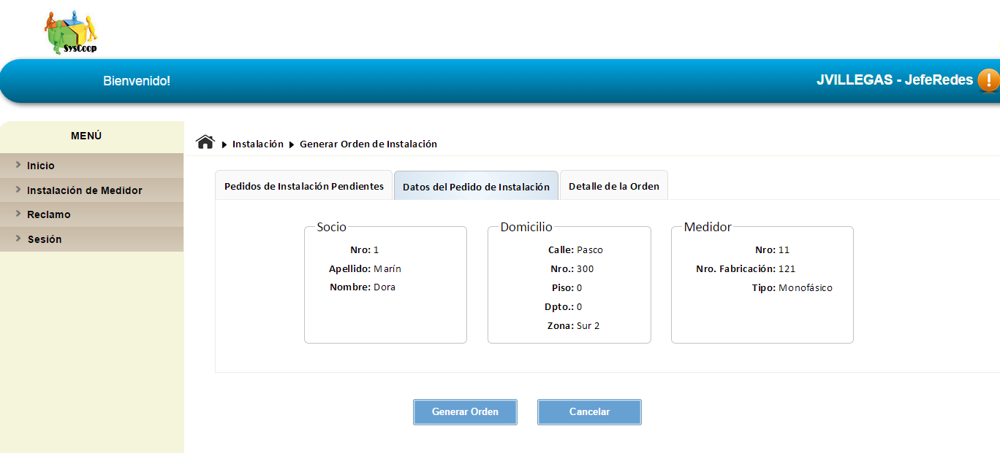 SysCoop
Bienvenido!
JVILLEGAS - JefeRedes
MENÚ
Inicio
Instalación de Medidor
Reclamo
Sesión
Instalación
Generar Orden de Instalación
Pedidos de Instalación Pendientes
Datos del Pedido de Instalación
Detalle de la Orden
Socio
Nro: 1
Apellido: Marín
Nombre: Dora
Domicilio
Calle: Pasco
Nro.: 300
Piso: 0
Dpto.: 0
Zona: Sur 2
Medidor
Nro: 11
Nro. Fabricación: 121
Tipo: Monofásico
Generar Orden
Cancelar